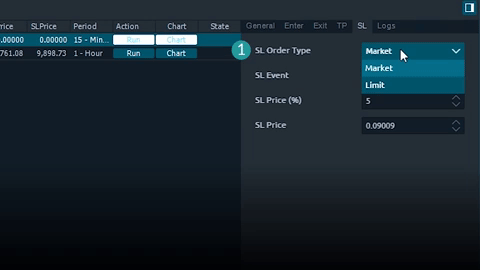 General Enter Exit TP SL Logs
rice SLPrice Period Action Chart State
.00000 0.00000 15 - Min... Run Chart
761.08 9,898.73 1 - Hour Run Chart
1 SL Order Type Market
Market
SL Event
Limit
SL Price (%) 5
SL Price 0.09009